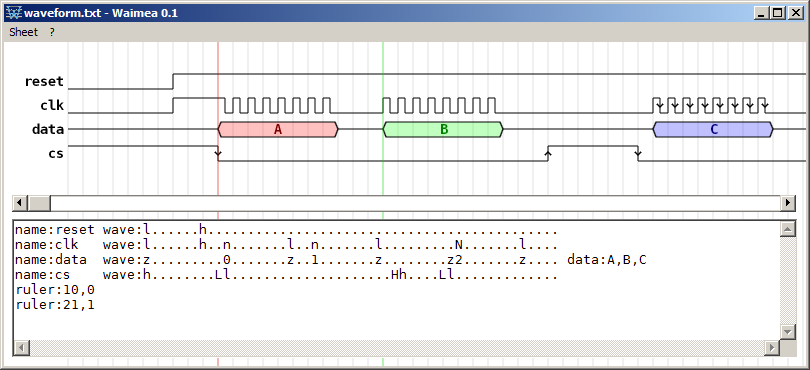 waveform.txt - Waimea 0.1
Sheet ?
reset
clk
data A B C
cs
name:reset wave:l......h..............................................
name:clk   wave:l......h..n.......l..n.......l.........N.......l....
name:data  wave:z.........0.......z..1.......z.........z2.......z.... data:A,B,C
name:cs    wave:h.........Ll.....................Hh....Ll............
ruler:10,0
ruler:21,1